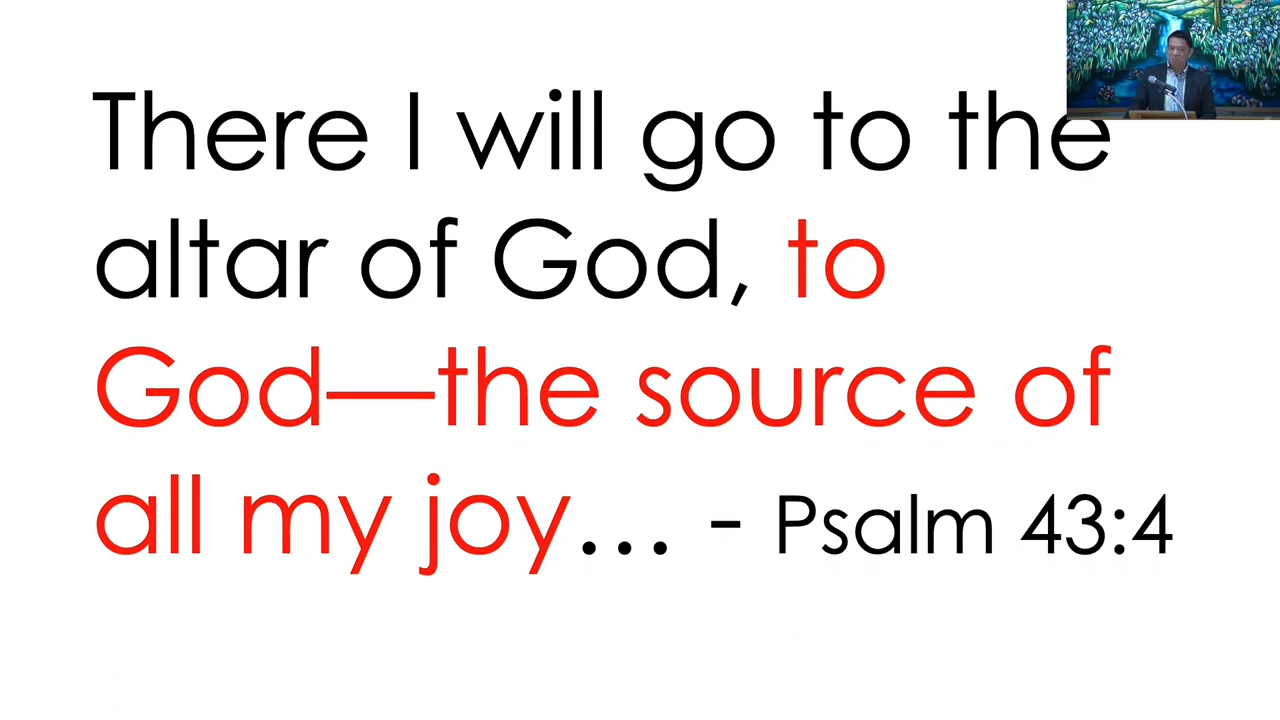 There I will go to the
altar of God, to
God—the source of
all my joy... - Psalm 43:4